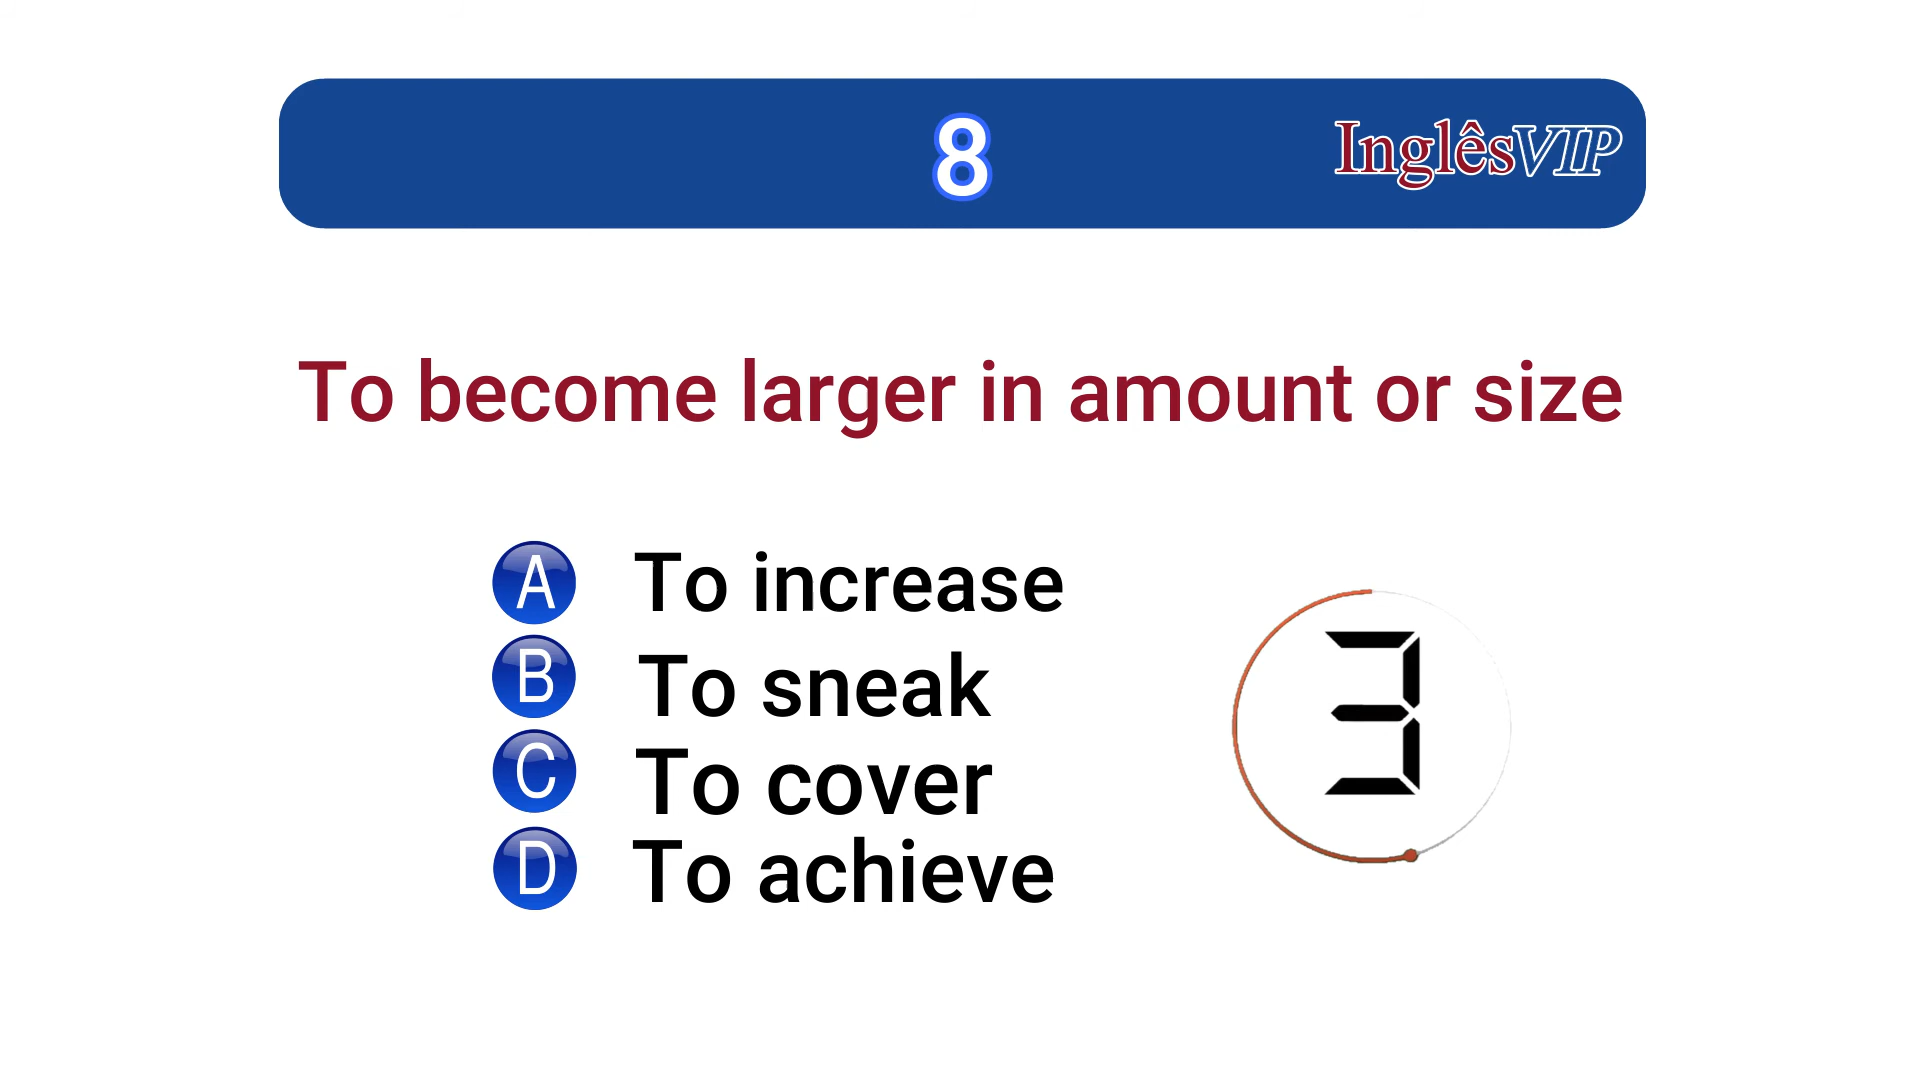 8
InglêsVIP
To become larger in amount or size
A To increase
B To sneak
C To cover
D To achieve
3